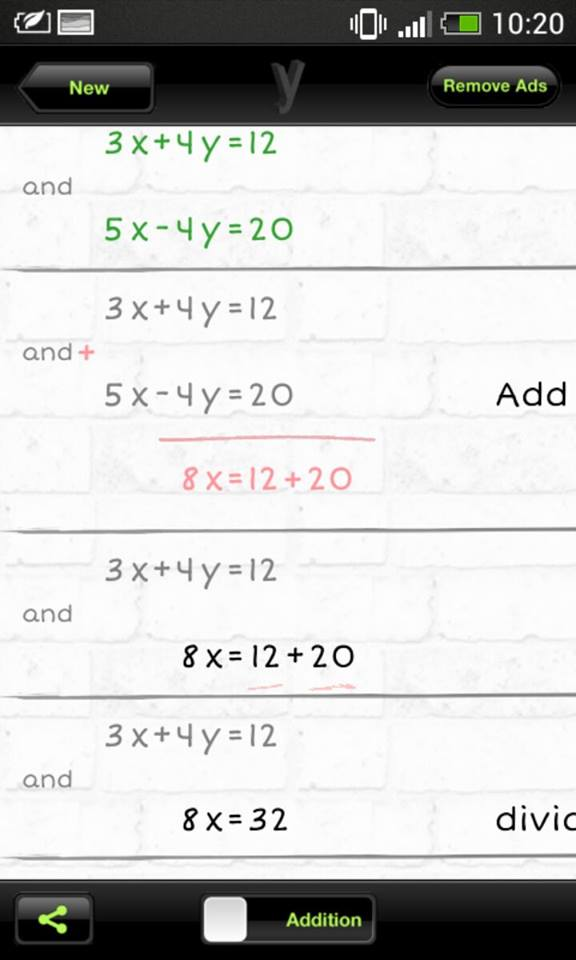 10:20
New
y
Remove Ads
3x+4y=12
and
5x-4y=20
3x+4y=12
and +
5x-4y=20
Add
8x=12+20
3x+4y=12
and
8x=12+20
3x+4y=12
and
8x=32
Addition